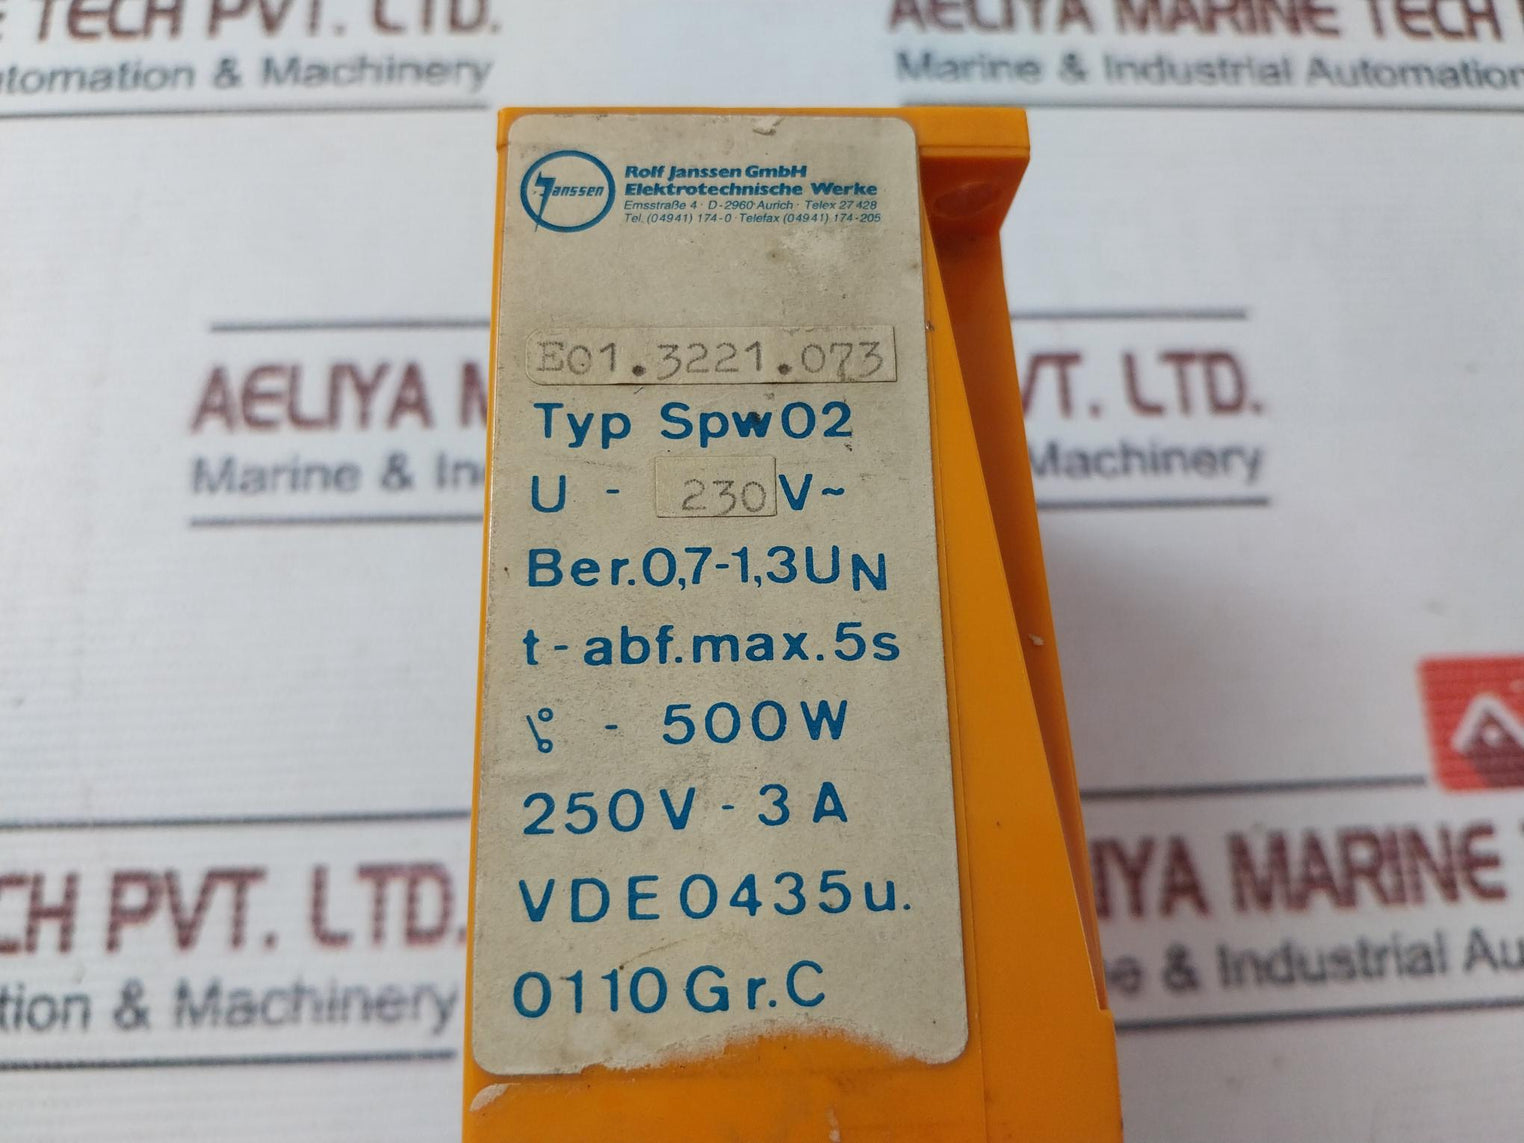 E TECH PVT. LTD.
utomation & Machinery
AELIYA MARINE TECH
Marine & Industrial Automation
Janssen
Rolf Janssen GmbH
Elektrotechnische Werke
Emsstraße 4 · D-2960 Aurich · Telex 27 428
Tel. (04941) 174-0 · Telefax (04941) 174-205
E01.3221.073
Typ Spw02
U - 230 V~
Ber.0,7-1,3UN
t-abf.max.5s
- 500W
250V-3A
VDE0435u.
0110Gr.C
AELIYA M
Marine & In
VT. LTD.
Machinery
CH PVT. LTD.
tion & Machinery
IYA MARINE
e & Industrial Au